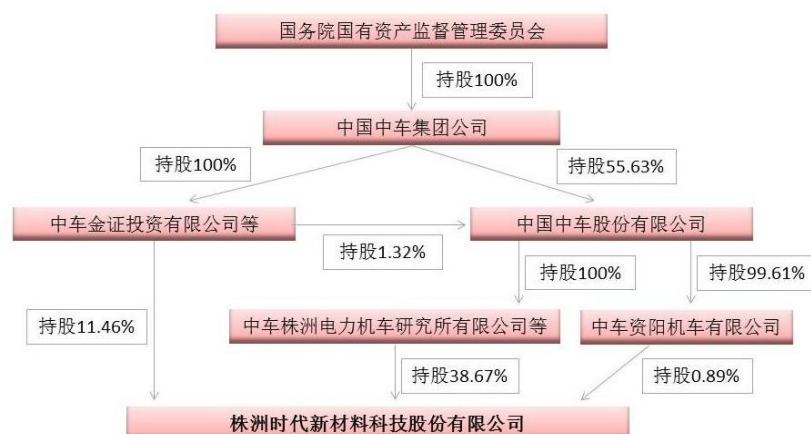 国务院国有资产监督管理委员会
持股100%
中国中车集团公司
持股100%
持股55.63%
中车金证投资有限公司等
中国中车股份有限公司
持股1.32%
持股100%
持股99.61%
持股11.46%
中车株洲电力机车研究所有限公司等
中车资阳机车有限公司
持股38.67%
持股0.89%
株洲时代新材料科技股份有限公司